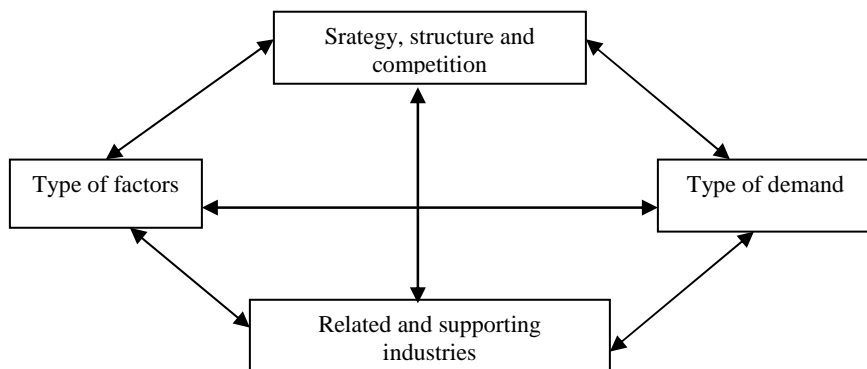 Srategy, structure and
competition
Type of factors
Type of demand
Related and supporting
industries